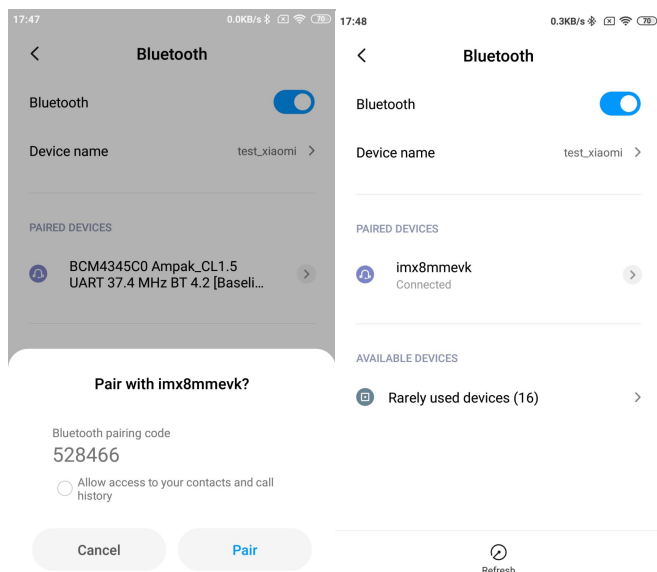 17:47
0.0KB/s
70
Bluetooth
Bluetooth
Device name
test_xiaomi
PAIRED DEVICES
BCM4345C0 Ampak_CL1.5
UART 37.4 MHz BT 4.2 [Baseli...
Pair with imx8mmevk?
Bluetooth pairing code
528466
Allow access to your contacts and call
history
Cancel
Pair
17:48
0.3KB/s
70
Bluetooth
Bluetooth
Device name
test_xiaomi
PAIRED DEVICES
imx8mmevk
Connected
AVAILABLE DEVICES
Rarely used devices (16)
Refresh